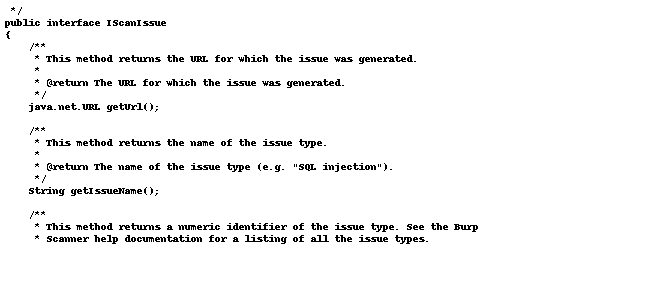 */
public interface IScanIssue
{
    /**
     * This method returns the URL for which the issue was generated.
     *
     * @return The URL for which the issue was generated.
     */
    java.net.URL getUrl();

    /**
     * This method returns the name of the issue type.
     *
     * @return The name of the issue type (e.g. "SQL injection").
     */
    String getIssueName();

    /**
     * This method returns a numeric identifier of the issue type. See the Burp
     * Scanner help documentation for a listing of all the issue types.